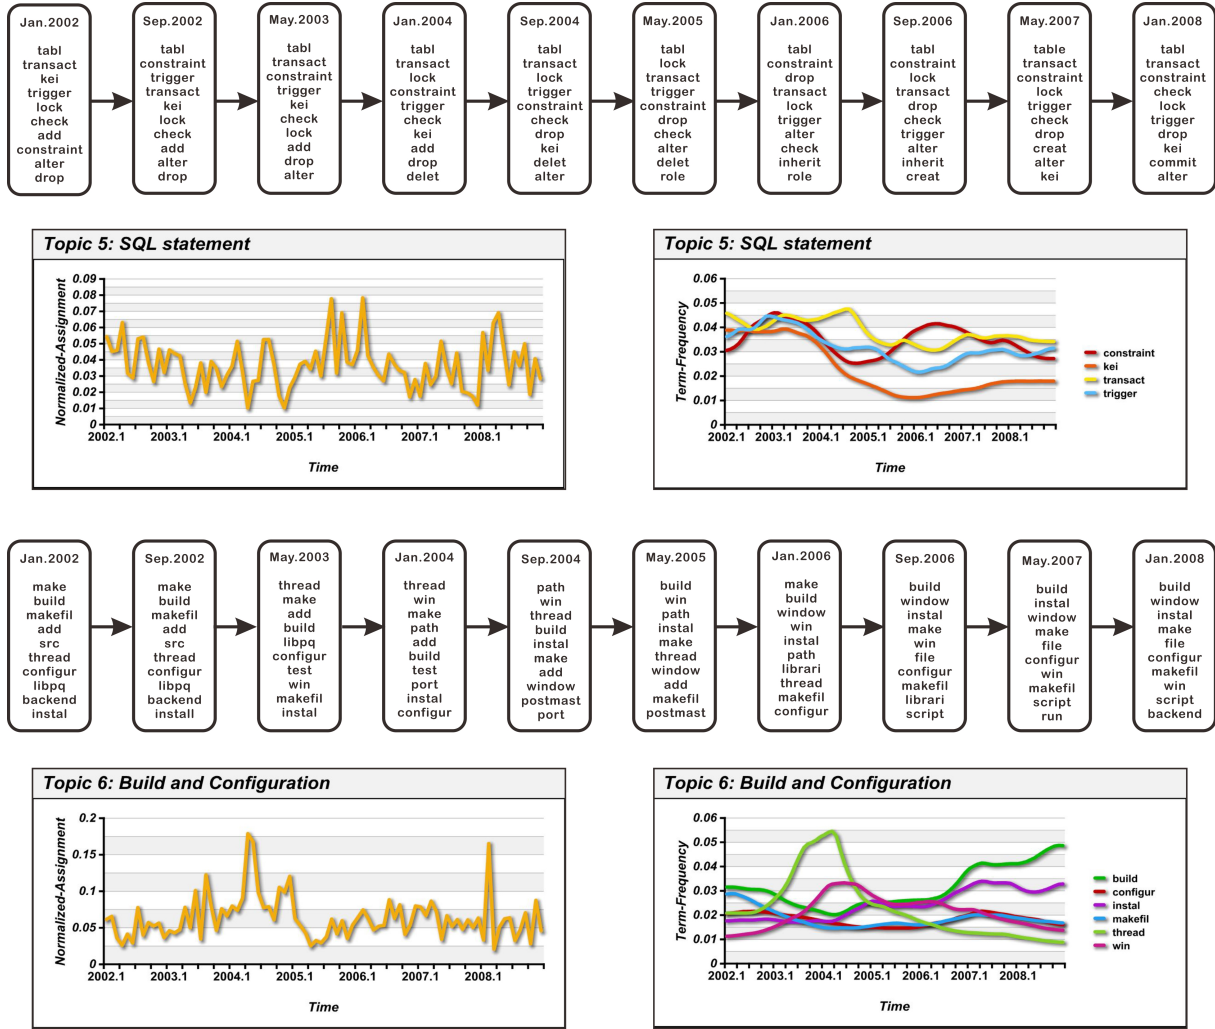 Jan.2002
tabl
transact
kei
trigger
lock
check
add
constraint
alter
drop
Sep.2002
tabl
constraint
trigger
transact
kei
lock
check
add
alter
drop
May.2003
tabl
transact
constraint
trigger
kei
check
lock
add
drop
alter
Jan.2004
tabl
transact
lock
constraint
trigger
check
kei
add
drop
delet
Sep.2004
tabl
transact
lock
trigger
constraint
check
drop
kei
delet
alter
May.2005
tabl
lock
transact
trigger
constraint
drop
check
alter
delet
role
Jan.2006
tabl
constraint
drop
transact
lock
trigger
alter
check
inherit
role
Sep.2006
tabl
constraint
lock
transact
drop
check
trigger
alter
inherit
creat
May.2007
table
transact
constraint
lock
trigger
check
drop
creat
alter
kei
Jan.2008
tabl
transact
constraint
check
lock
trigger
drop
kei
commit
alter
Topic 5: SQL statement
Normalized-Assignment
0.09
0.08
0.07
0.06
0.05
0.04
0.03
0.02
0.01
0
2002.1 2003.1 2004.1 2005.1 2006.1 2007.1 2008.1
Time
Topic 5: SQL statement
Term-Frequency
0.06
0.05
0.04
0.03
0.02
0.01
0
2002.1 2003.1 2004.1 2005.1 2006.1 2007.1 2008.1
Time
constraint
kei
transact
trigger
Jan.2002
make
build
makefil
add
src
thread
configur
libpq
backend
instal
Sep.2002
make
build
makefil
add
src
thread
configur
libpq
backend
install
May.2003
thread
make
add
build
libpq
configur
test
win
makefil
instal
Jan.2004
thread
win
make
path
add
build
test
port
instal
configur
Sep.2004
path
win
thread
build
instal
make
add
window
postmast
port
May.2005
build
win
path
instal
make
thread
window
add
makefil
postmast
Jan.2006
make
build
window
win
instal
path
librari
thread
makefil
configur
Sep.2006
build
window
instal
make
win
file
configur
makefil
librari
script
May.2007
build
instal
window
make
file
configur
win
makefil
script
run
Jan.2008
build
window
instal
make
file
configur
makefil
win
script
backend
Topic 6: Build and Configuration
Normalized-Assignment
0.2
0.15
0.1
0.05
0
2002.1 2003.1 2004.1 2005.1 2006.1 2007.1 2008.1
Time
Topic 6: Build and Configuration
Term-Frequency
0.06
0.05
0.04
0.03
0.02
0.01
0
2002.1 2003.1 2004.1 2005.1 2006.1 2007.1 2008.1
Time
build
configur
instal
makefil
thread
win